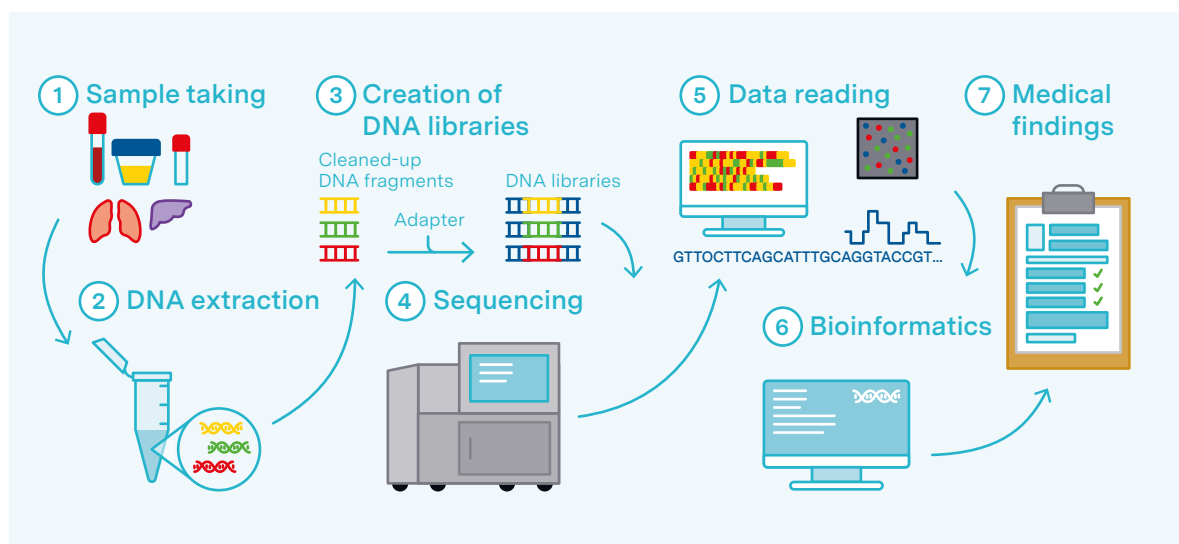 1 Sample taking
2 DNA extraction
3 Creation of
DNA libraries
Cleaned-up
DNA fragments
Adapter
DNA libraries
4 Sequencing
5 Data reading
GTTOCTTCAGCATTTGCAGGTACCGT...
6 Bioinformatics
7 Medical
findings